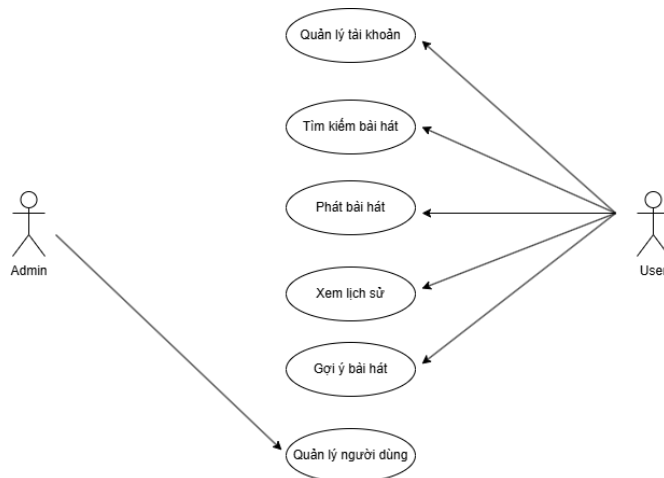 Quản lý tài khoản
Tìm kiếm bài hát
Phát bài hát
Admin
User
Xem lịch sử
Gợi ý bài hát
Quản lý người dùng